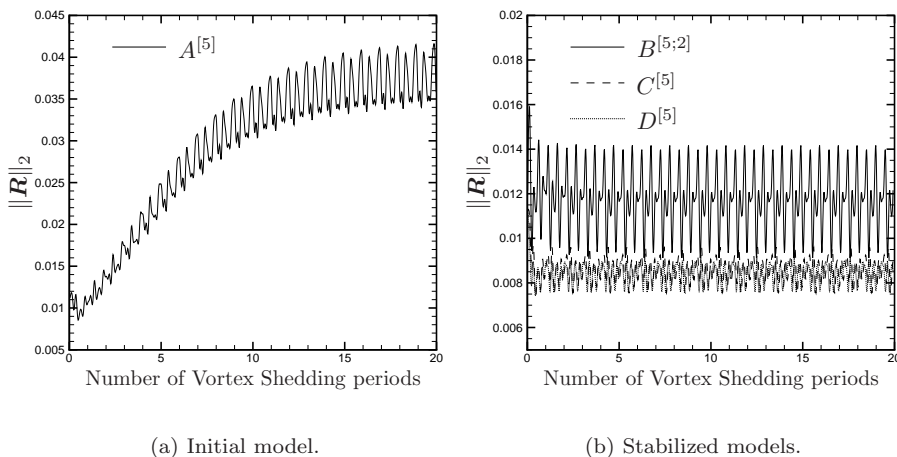 A^{[5]}
0.045
0.04
0.035
0.03
0.025
0.02
0.015
0.01
0.005
‖R‖₂
0 5 10 15 20
Number of Vortex Shedding periods
(a) Initial model.
B^{[5;2]}
C^{[5]}
D^{[5]}
0.02
0.018
0.016
0.014
0.012
0.01
0.008
0.006
‖R‖₂
0 5 10 15 20
Number of Vortex Shedding periods
(b) Stabilized models.